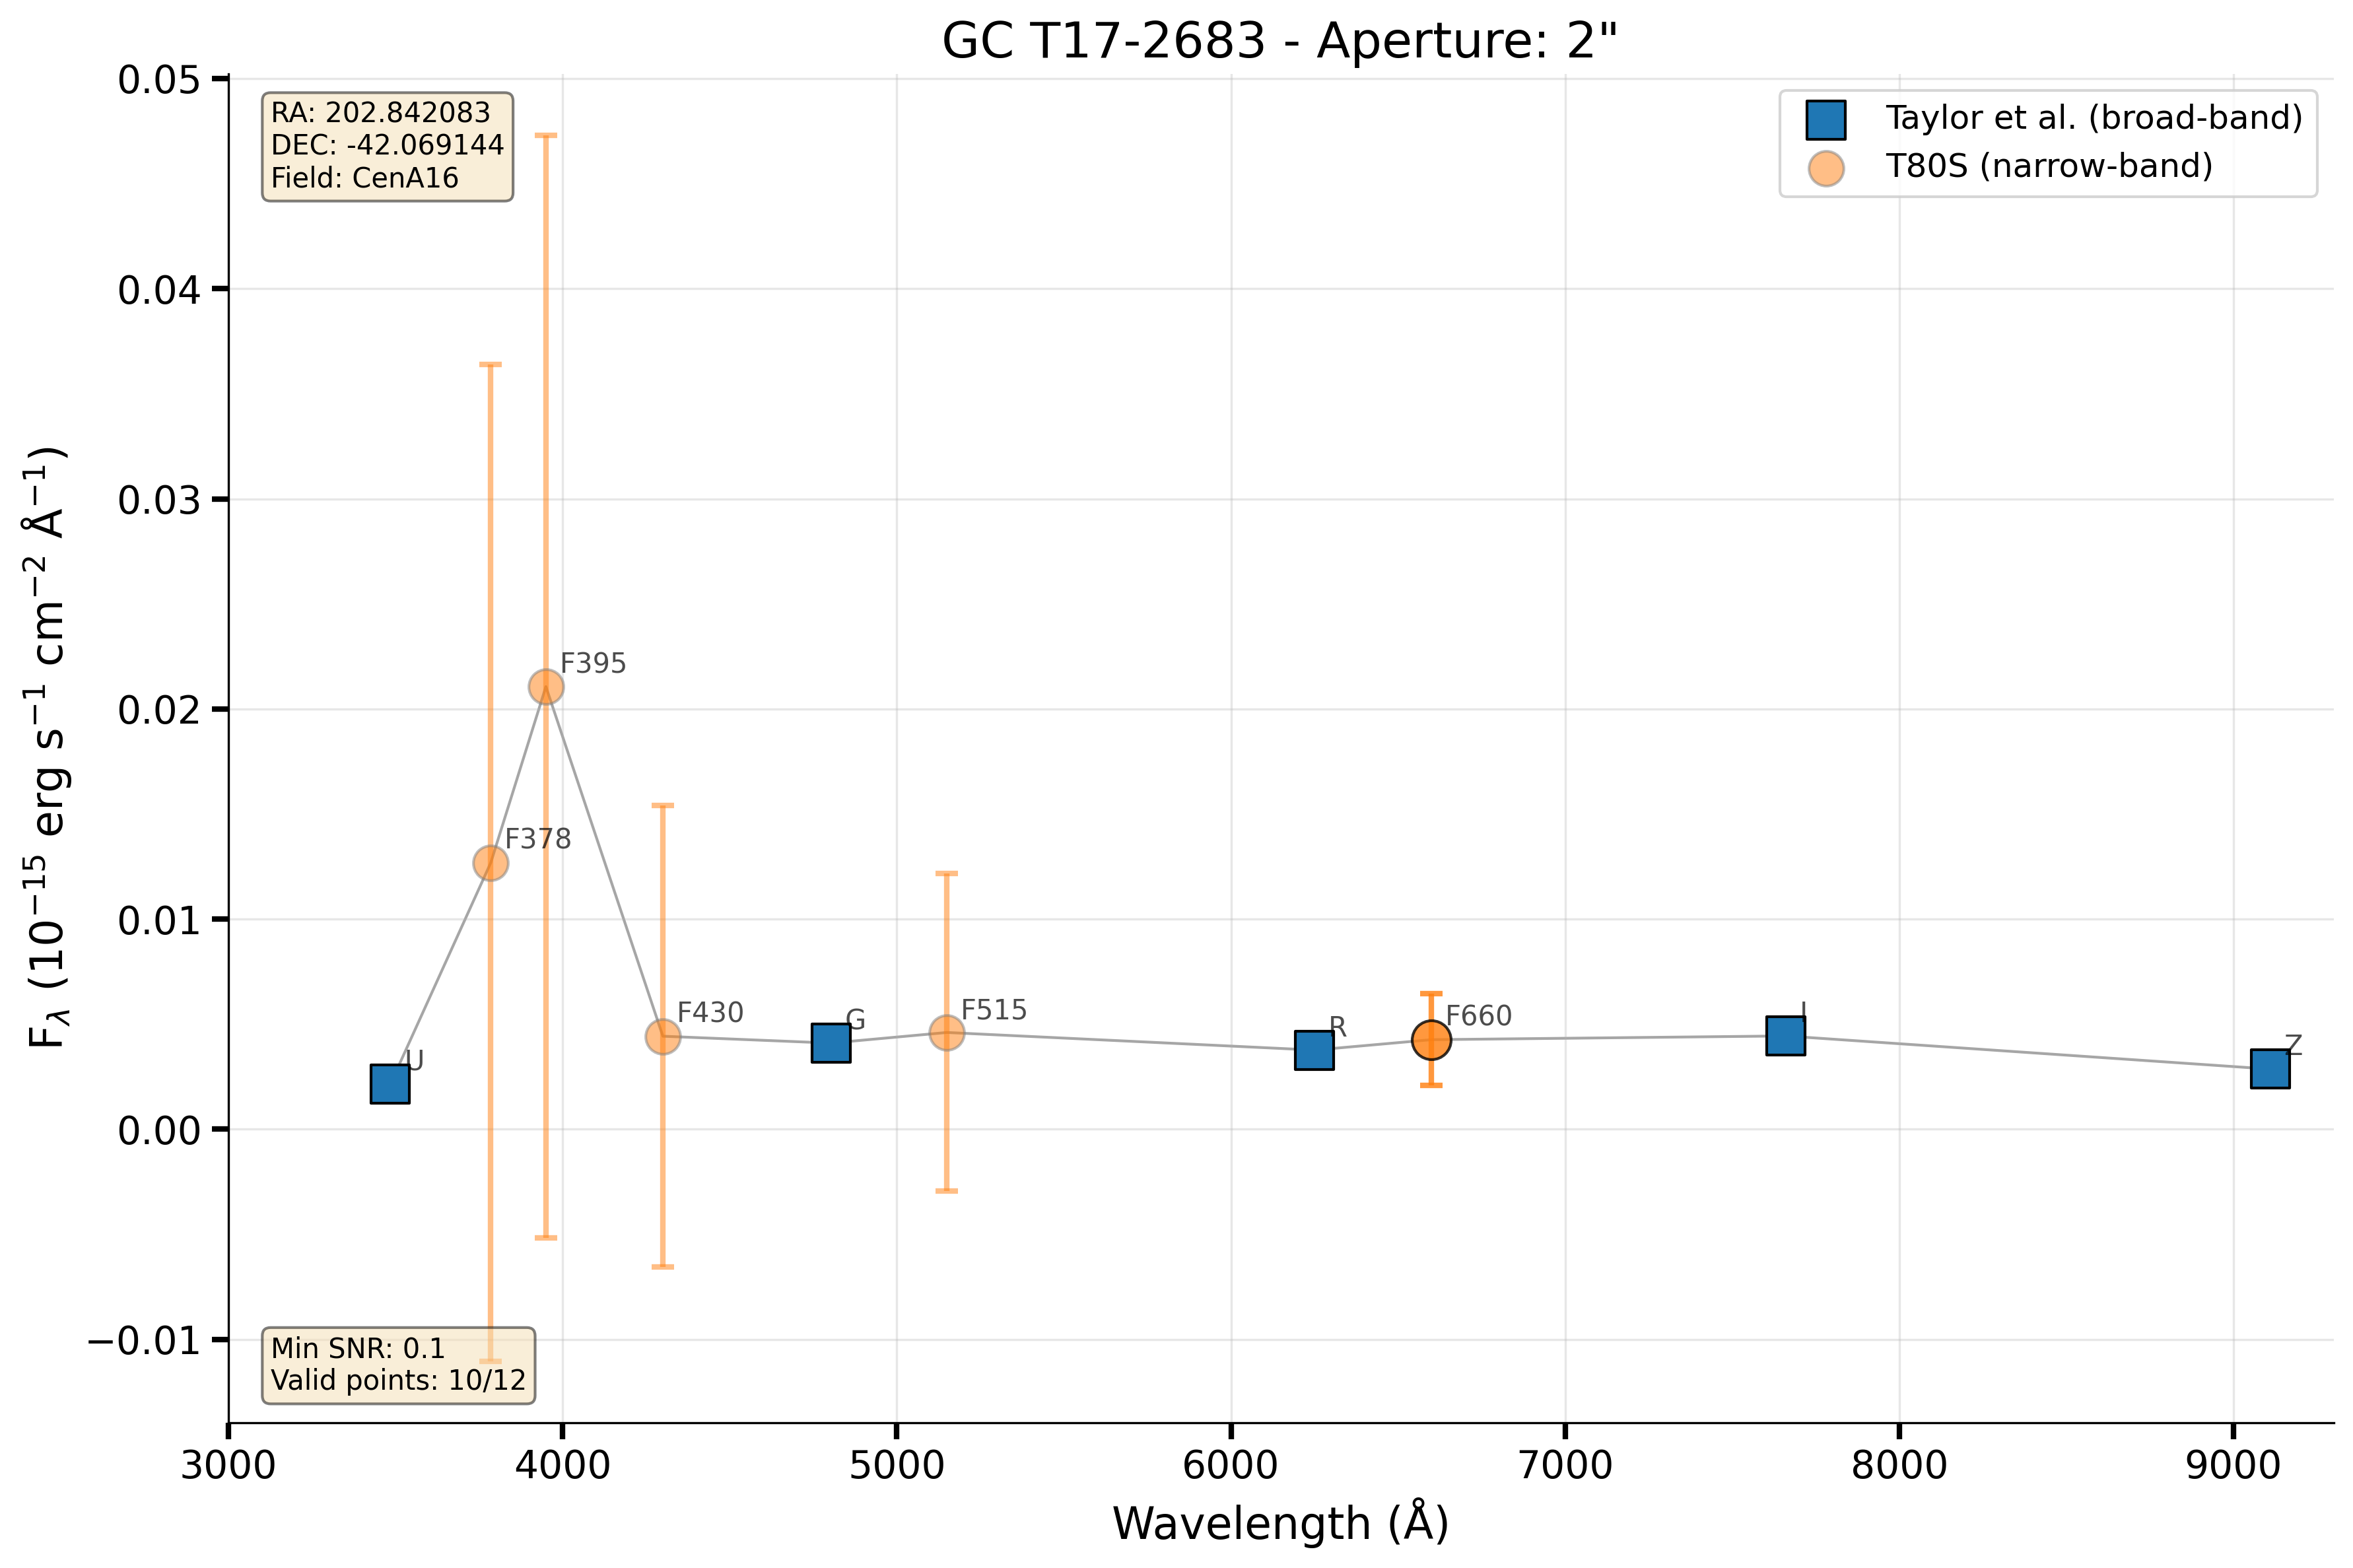 GC T17-2683 - Aperture: 2"
RA: 202.842083
DEC: -42.069144
Field: CenA16
Taylor et al. (broad-band)
T80S (narrow-band)
0.05
0.04
0.03
0.02
0.01
0.00
−0.01
F$_{λ}$ (10$^{−15}$ erg s$^{−1}$ cm$^{−2}$ Å$^{−1}$)
U
F378
F395
F430
G
F515
R
F660
I
Z
Min SNR: 0.1
Valid points: 10/12
3000 4000 5000 6000 7000 8000 9000
Wavelength (Å)